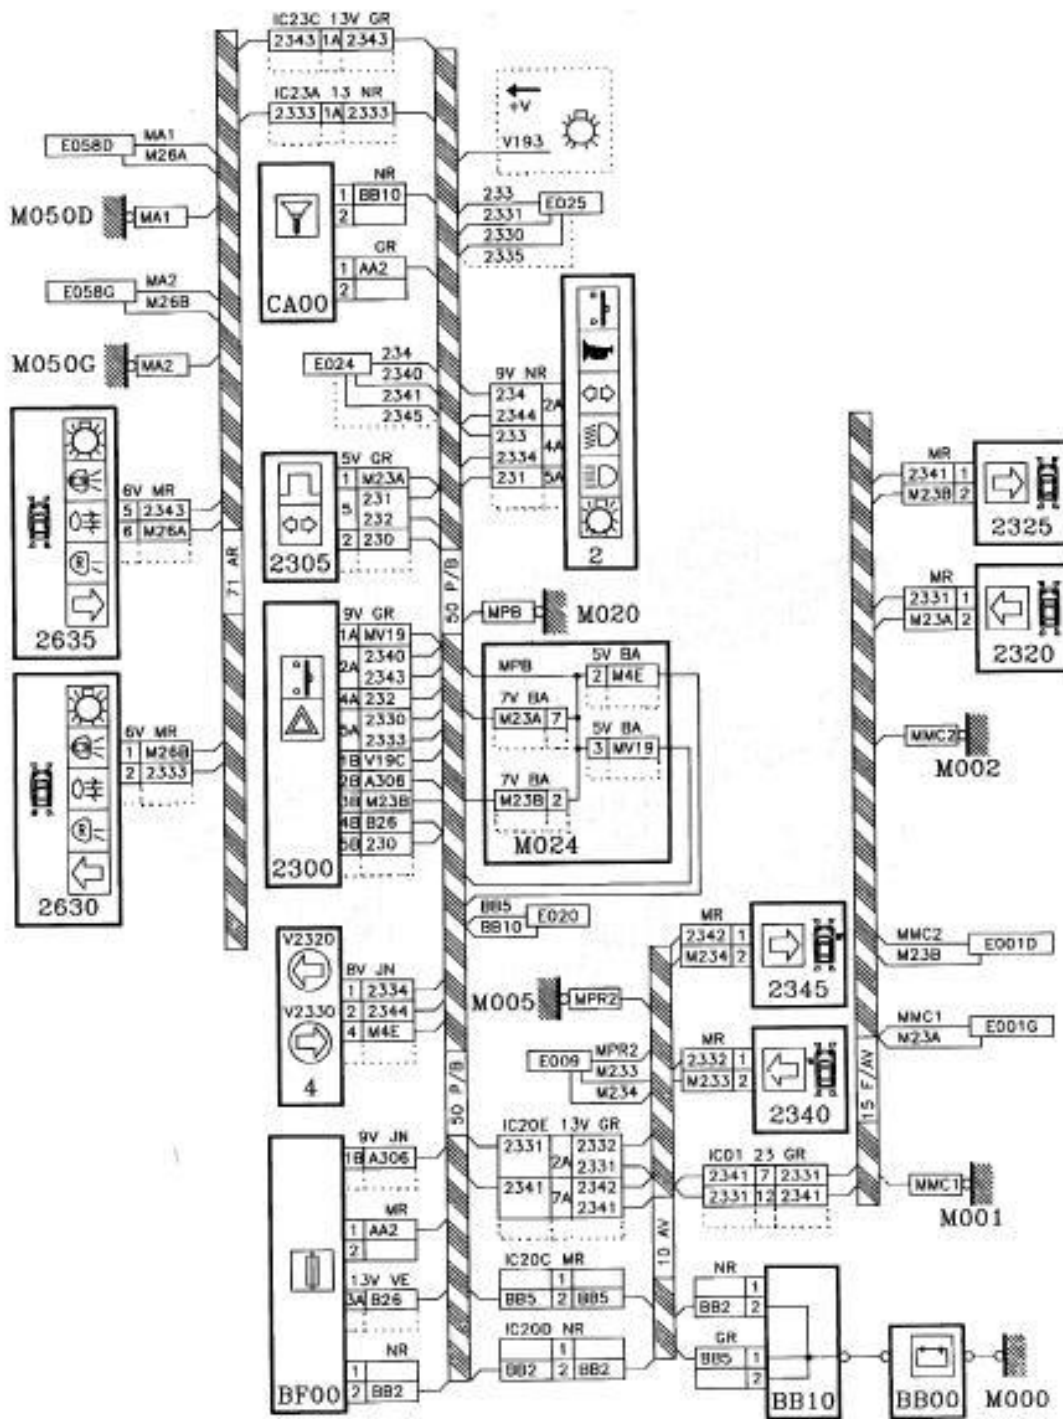 IC23C 13V GR
2343 1A 2343
IC23A 13 NR
2333 1A 2333
+V
V193
E058D
MA1
M26A
M050D
MA1
NR
1 BB10
2
GR
1 AA2
2
CA00
233
2331
2330
2335
E025
E058G
MA2
M26B
M050G
MA2
E024
234
2340
2341
2345
9V NR
234
2344
2A
233
2334
4A
231 5A
2
6V MR
5 2343
6 M26A
2635
71 AR
5V GR
1 M23A
5
231
232
2 230
2305
50 P/B
MR
2341 1
M23B 2
2325
MR
2331 1
M23A 2
2320
MPB
M020
9V GR
1A MV19
2A
2340
2343
4A 232
5A
2330
2333
1B V19C
2B A306
3B M23B
4B B26
5B 230
2300
MPB
5V BA
2 M4E
7V BA
M23A 7
5V BA
3 MV19
7V BA
M23B 2
M024
6V MR
1 M26B
2 2333
2630
MMC2
M002
BB5
BB10
E020
V2320
V2330
8V JN
1 2334
2 2344
4 M4E
4
M005
MPR2
MR
2342 1
M234 2
2345
MMC2
M23B
E001D
MMC1
M23A
E001G
E009
MPR2
M233
M234
MR
2332 1
M233 2
2340
50 P/B
15 F/AV
9V JN
1B A306
MR
1 AA2
2
13V VE
3A B26
NR
1
2 BB2
BF00
IC20E 13V GR
2331 2A 2332
2331
2341 7A 2342
2341
IC01 23 GR
2341 7 2331
2331 12 2341
MMC1
M001
10 AV
IC20C MR
1
BB5 2 BB5
IC20D NR
1
BB2 2 BB2
NR
1
BB2 2
GR
BB5 1
2
BB10
BB00
M000